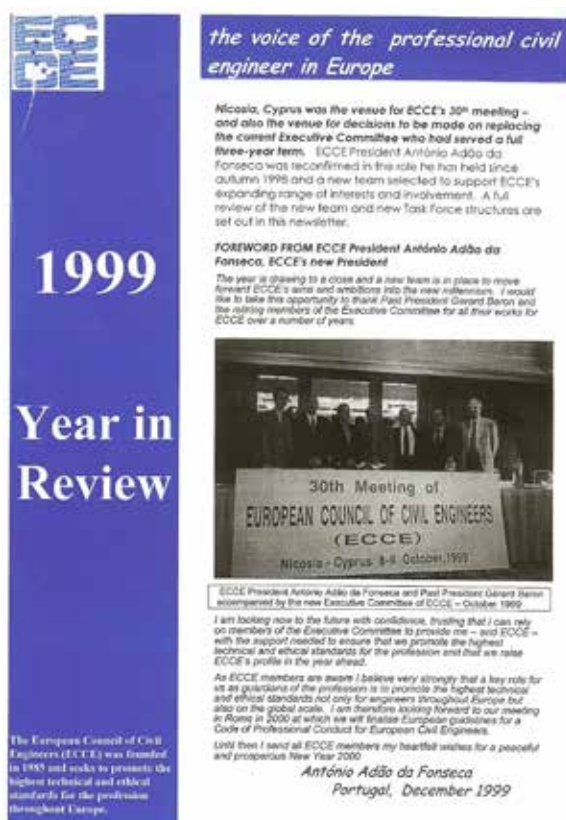 EC
CE
the voice of the professional civil
engineer in Europe
Nicosia, Cyprus was the venue for ECCE's 30th meeting –
and also the venue for decisions to be made on replacing
the current Executive Committee who had served a full
three-year term. ECCE President António Adão da
Fonseca was reconfirmed in the role he has held since
autumn 1998 and a new team selected to support ECCE's
expanding range of interests and involvement. A full
review of the new team and new Task Force structures are
set out in this newsletter.
FOREWORD FROM ECCE President António Adão da
Fonseca, ECCE's new President
The year is drawing to a close and a new team is in place to move
forward ECCE's aims and ambitions into the new millennium. I would
like to take this opportunity to thank Past President Gerard Baron and
the retiring members of the Executive Committee for all their works for
ECCE over a number of years.
1999
Year in
Review
30th Meeting of
EUROPEAN COUNCIL OF CIVIL ENGINEERS
(ECCE)
Nicosia - Cyprus 8-9 October, 1999
ECCE President António Adão da Fonseca and Past President Gérard Baron
accompanied by the new Executive Committee of ECCE – October 1999
I am looking now to the future with confidence, trusting that I can rely
on members of the Executive Committee to provide me – and ECCE –
with the support needed to ensure that we promote the highest
technical and ethical standards for the profession and that we raise
ECCE's profile in the year ahead.
As ECCE members are aware I believe very strongly that a key role for
us as guardians of the profession is to promote the highest technical
and ethical standards not only for engineers throughout Europe but
also on the global scale. I am therefore looking forward to our meeting
in Rome in 2000 at which we will finalise European guidelines for a
Code of Professional Conduct for European Civil Engineers.
Until then I send all ECCE members my heartfelt wishes for a peaceful
and prosperous New Year 2000
António Adão da Fonseca
Portugal, December 1999
The European Council of Civil
Engineers (ECCE) was founded
in 1985 and seeks to promote the
highest technical and ethical
standards for the profession
throughout Europe.